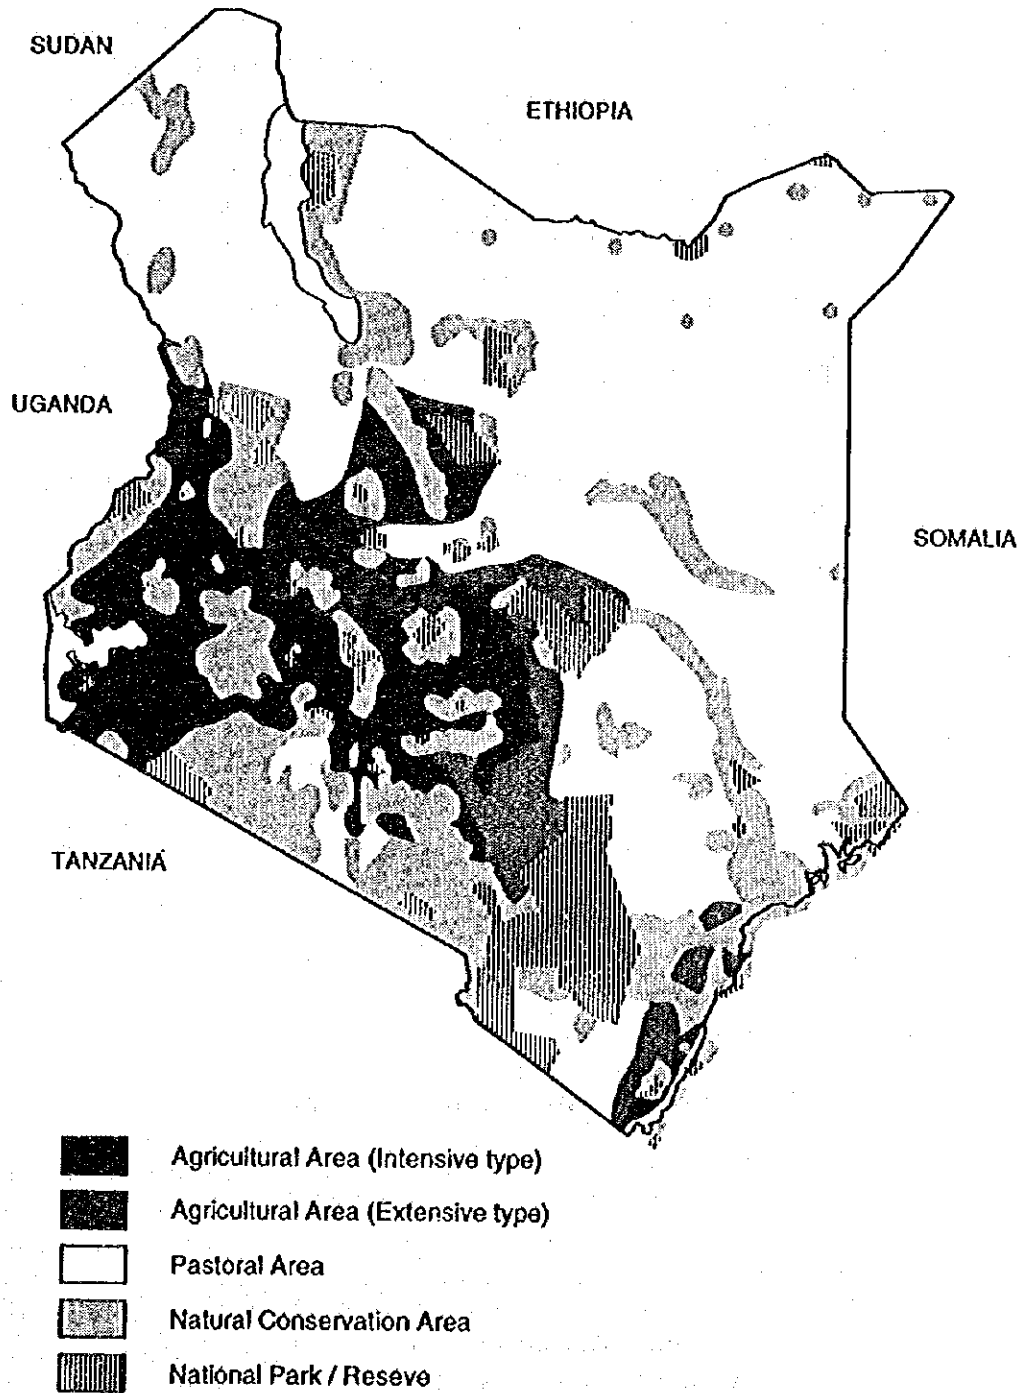 SUDAN
ETHIOPIA
UGANDA
SOMALIA
TANZANIA
Agricultural Area (Intensive type)
Agricultural Area (Extensive type)
Pastoral Area
Natural Conservation Area
National Park / Reseve